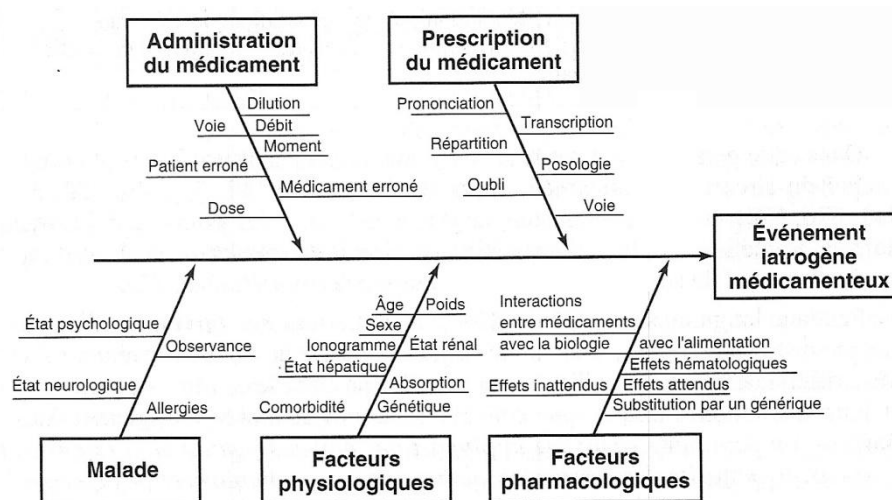 Administration
du médicament
Prescription
du médicament
Dilution
Voie
Débit
Moment
Patient erroné
Médicament erroné
Dose
Prononciation
Transcription
Répartition
Posologie
Oubli
Voie
Événement
iatrogène
médicamenteux
État psychologique
Observance
État neurologique
Allergies
Âge
Poids
Sexe
Ionogramme
État rénal
État hépatique
Absorption
Comorbidité
Génétique
Interactions
entre médicaments
avec la biologie
avec l'alimentation
Effets hématologiques
Effets inattendus
Effets attendus
Substitution par un générique
Malade
Facteurs
physiologiques
Facteurs
pharmacologiques